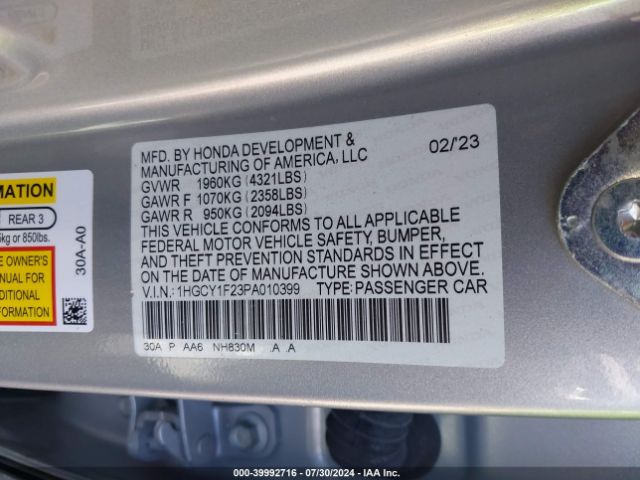 MFD. BY HONDA DEVELOPMENT & 02/'23
MANUFACTURING OF AMERICA, LLC
GVWR 1960KG (4321LBS)
GAWR F 1070KG (2358LBS)
GAWR R 950KG (2094LBS)
THIS VEHICLE CONFORMS TO ALL APPLICABLE
FEDERAL MOTOR VEHICLE SAFETY, BUMPER,
AND THEFT PREVENTION STANDARDS IN EFFECT
ON THE DATE OF MANUFACTURE SHOWN ABOVE.
V.I.N.: 1HGCY1F23PA010399 TYPE: PASSENGER CAR
30A P AA6 NH830M .A .A
MATION
REAR 3
kg or 850lbs.
OWNER'S
MANUAL FOR
DITIONAL
FORMATION
30A-A0
000-39992716 - 07/30/2024 - IAA Inc.